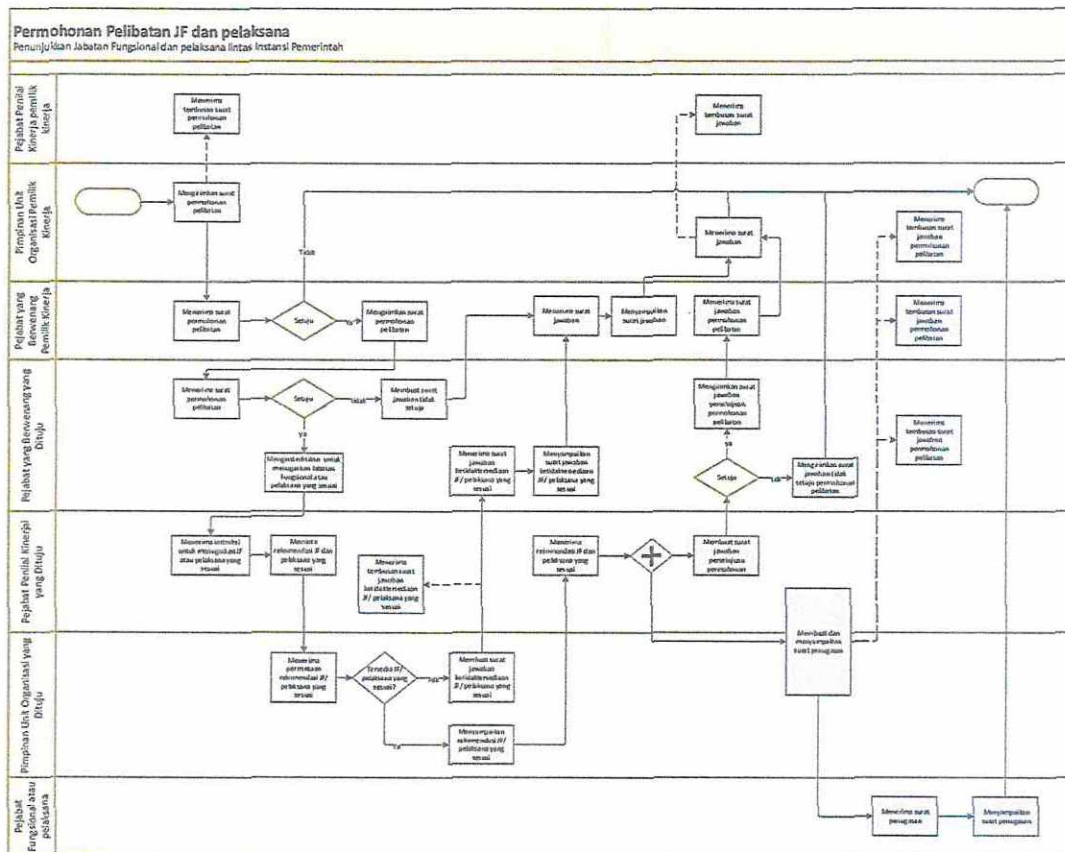 Permohonan Pelibatan JF dan pelaksana
Penunjukkan Jabatan Fungsional dan pelaksana lintas Instansi Pemerintah
Pejabat Penilai
Kinerja pemilik
kinerja
Menerima
tembusan surat
permohonan
pelibatan
Menerima
tembusan surat
jawaban
Pimpinan Unit
Organisasi Pemilik
Kinerja
Mengirimkan surat
permohonan
pelibatan
Tidak
Menerima surat
jawaban
Menerima
tembusan surat
jawaban
permohonan
pelibatan
Pejabat yang
Berwenang
Pemilik Kinerja
Menerima surat
permohonan
pelibatan
Setuju
Ya
Mengirimkan surat
permohonan
pelibatan
Menerima surat
jawaban
Menyampaikan
surat jawaban
Menerima surat
jawaban
permohonan
pelibatan
Menerima
tembusan surat
jawaban
permohonan
pelibatan
Pejabat yang Berwenang yang
Dituju
Menerima surat
permohonan
pelibatan
Setuju
tidak
Membuat surat
jawaban tidak
setuju
ya
untuk
menugaskan Jabatan
fungsional atau
pelaksana yang sesuai
Menerima surat
jawaban
ketidaktersediaan
JF/ pelaksana yang
sesuai
Menyampaikan
surat jawaban
ketidaktersediaan
JF/ pelaksana yang
sesuai
Mengirimkan surat
jawaban
persetujuan
permohonan
pelibatan
ya
Setuju
tidak
Mengirimkan surat
jawaban tidak
setuju permohonan
pelibatan
Menerima
tembusan surat
jawaban
permohonan
pelibatan
Pejabat Penilai Kinerjal
yang Dituju
Menerima
untuk menugaskan JF
atau pelaksana yang
sesuai
Meminta
rekomendasi JF dan
pelaksana yang
sesuai
Menerima
tembusan surat
jawaban
ketidaktersediaan
JF/ pelaksana yang
sesuai
Menerima
rekomendasi JF dan
pelaksana yang
sesuai
Membuat surat
jawaban
persetujuan
permohonan
Membuat dan
menyampaikan
surat penugasan
Pimpinan Unit Organisasi yang
Dituju
Menerima
permintaan
rekomendasi JF/
pelaksana yang
sesuai
Tersedia JF/
pelaksana yang
sesuai?
tidak
Membuat surat
jawaban
ketidaktersediaan
JF/ pelaksana yang
sesuai
Ya
Menyampaikan
rekomendasi JF/
pelaksana yang
sesuai
Pejabat
Fungsional atau
pelaksana
Menerima surat
penugasan
Menyampaikan
surat penugasan